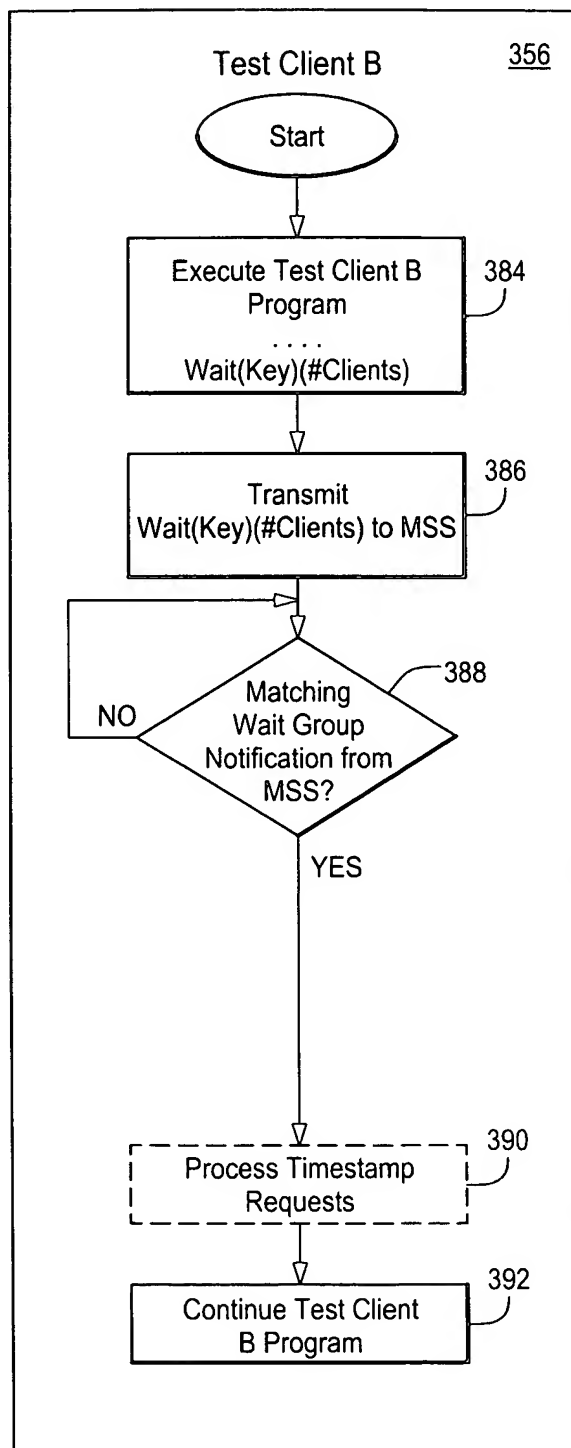 Test Client B
356
Start
Execute Test Client B
Program
. . . .
Wait(Key)(#Clients)
384
Transmit
Wait(Key)(#Clients) to MSS
386
Matching
Wait Group
Notification from
MSS?
388
NO
YES
Process Timestamp
Requests
390
Continue Test Client
B Program
392